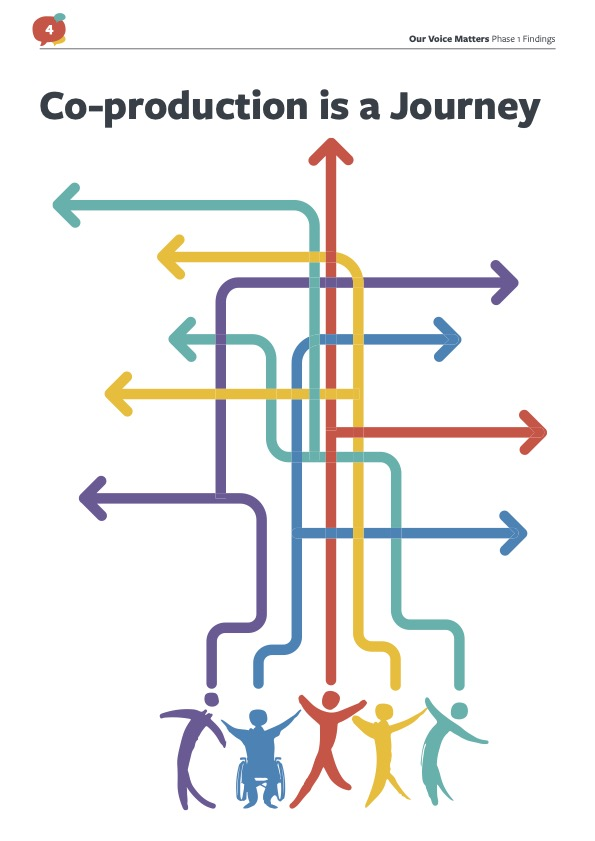 4
Our Voice Matters Phase 1 Findings
Co-production is a Journey